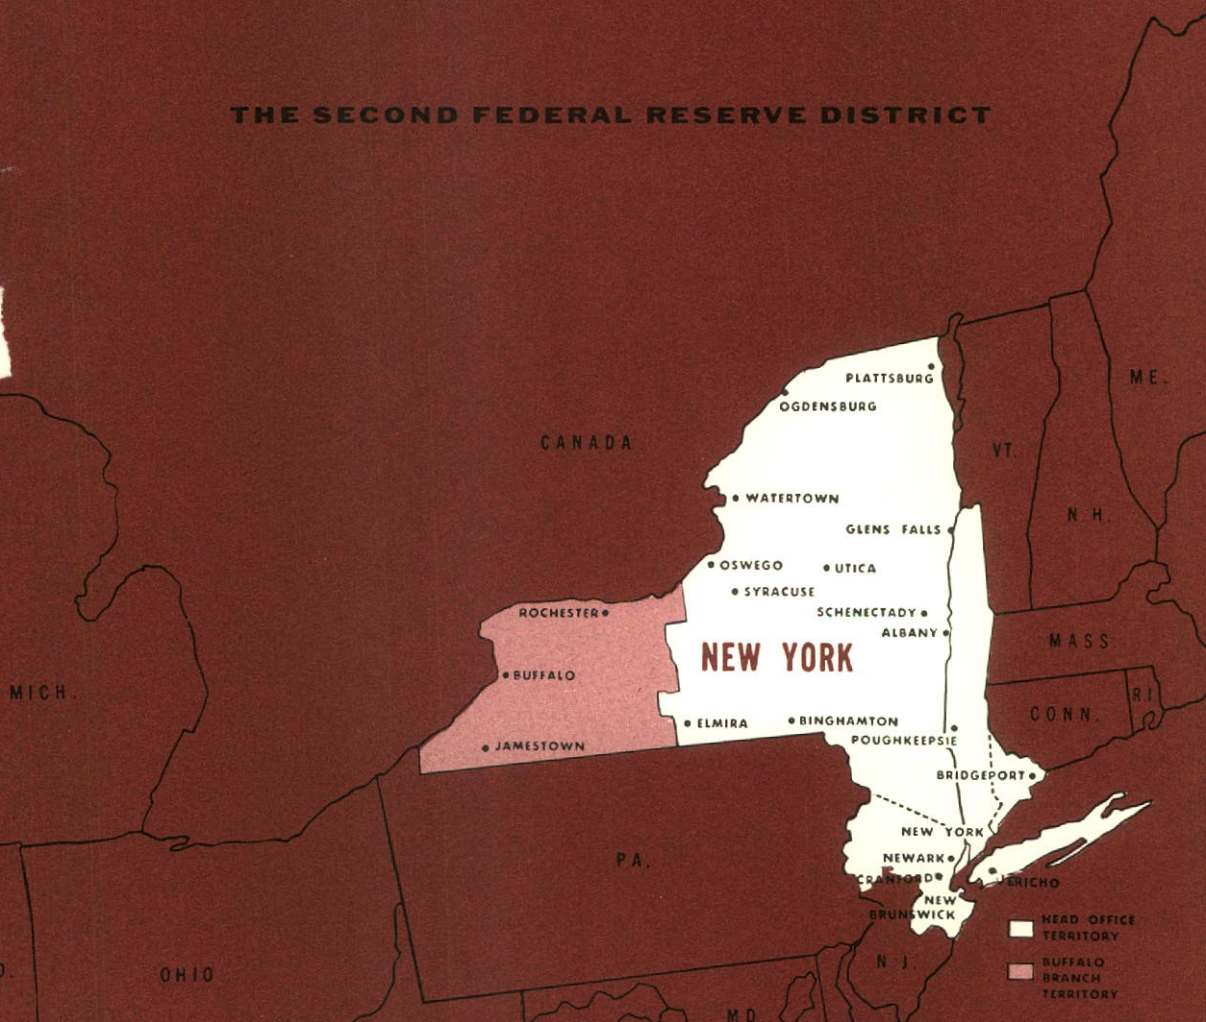 THE SECOND FEDERAL RESERVE DISTRICT
PLATTSBURG
ME.
OGDENSBURG
CANADA
VT.
WATERTOWN
N H.
GLENS FALLS
OSWEGO
UTICA
SYRACUSE
ROCHESTER
SCHENECTADY
ALBANY
MASS
NEW YORK
BUFFALO
MICH.
R I
CONN.
ELMIRA
BINGHAMTON
POUGHKEEPSIE
JAMESTOWN
BRIDGEPORT
NEW YORK
PA.
NEWARK
CRANFORD
JERICHO
NEW
BRUNSWICK
HEAD OFFICE
TERRITORY
N. J.
BUFFALO
BRANCH
TERRITORY
OHIO
MD